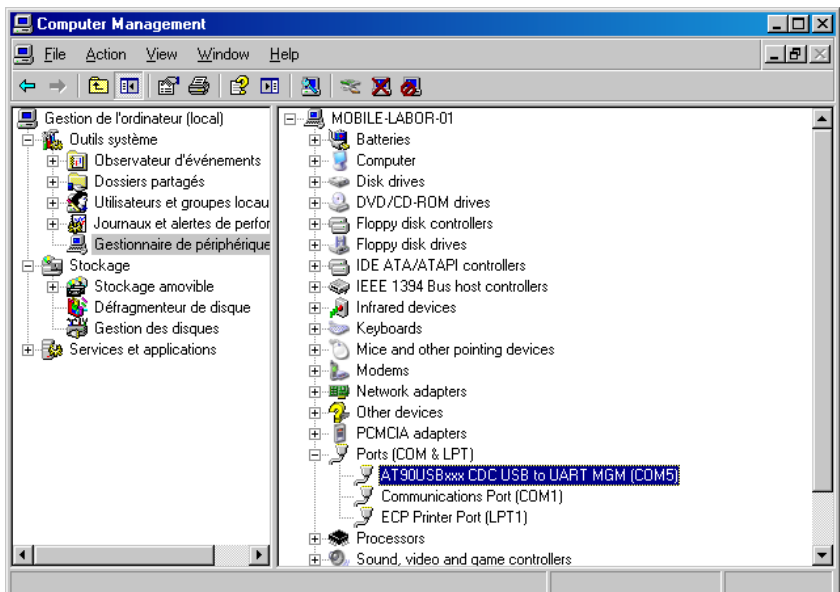 Computer Management
File Action View Window Help
Gestion de l'ordinateur (local)
Outils système
Observateur d'événements
Dossiers partagés
Utilisateurs et groupes locau
Journaux et alertes de perfor
Gestionnaire de périphérique
Stockage
Stockage amovible
Défragmenteur de disque
Gestion des disques
Services et applications
MOBILE-LABOR-01
Batteries
Computer
Disk drives
DVD/CD-ROM drives
Floppy disk controllers
Floppy disk drives
IDE ATA/ATAPI controllers
IEEE 1394 Bus host controllers
Infrared devices
Keyboards
Mice and other pointing devices
Modems
Network adapters
Other devices
PCMCIA adapters
Ports (COM & LPT)
AT90USBxxx CDC USB to UART MGM (COM5)
Communications Port (COM1)
ECP Printer Port (LPT1)
Processors
Sound, video and game controllers